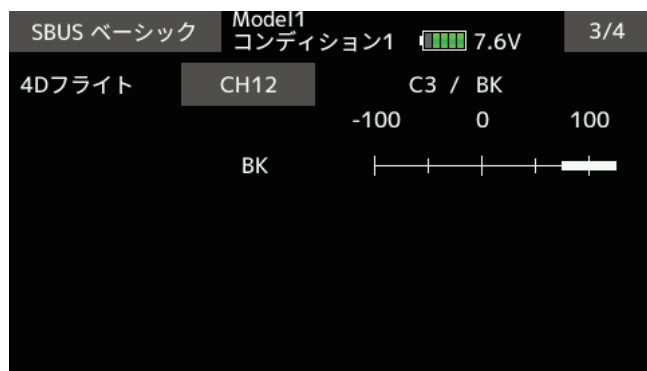 SBUS ベーシック
Model1
コンディション1
7.6V
3/4
4Dフライト
CH12
C3 / BK
-100 0 100
BK